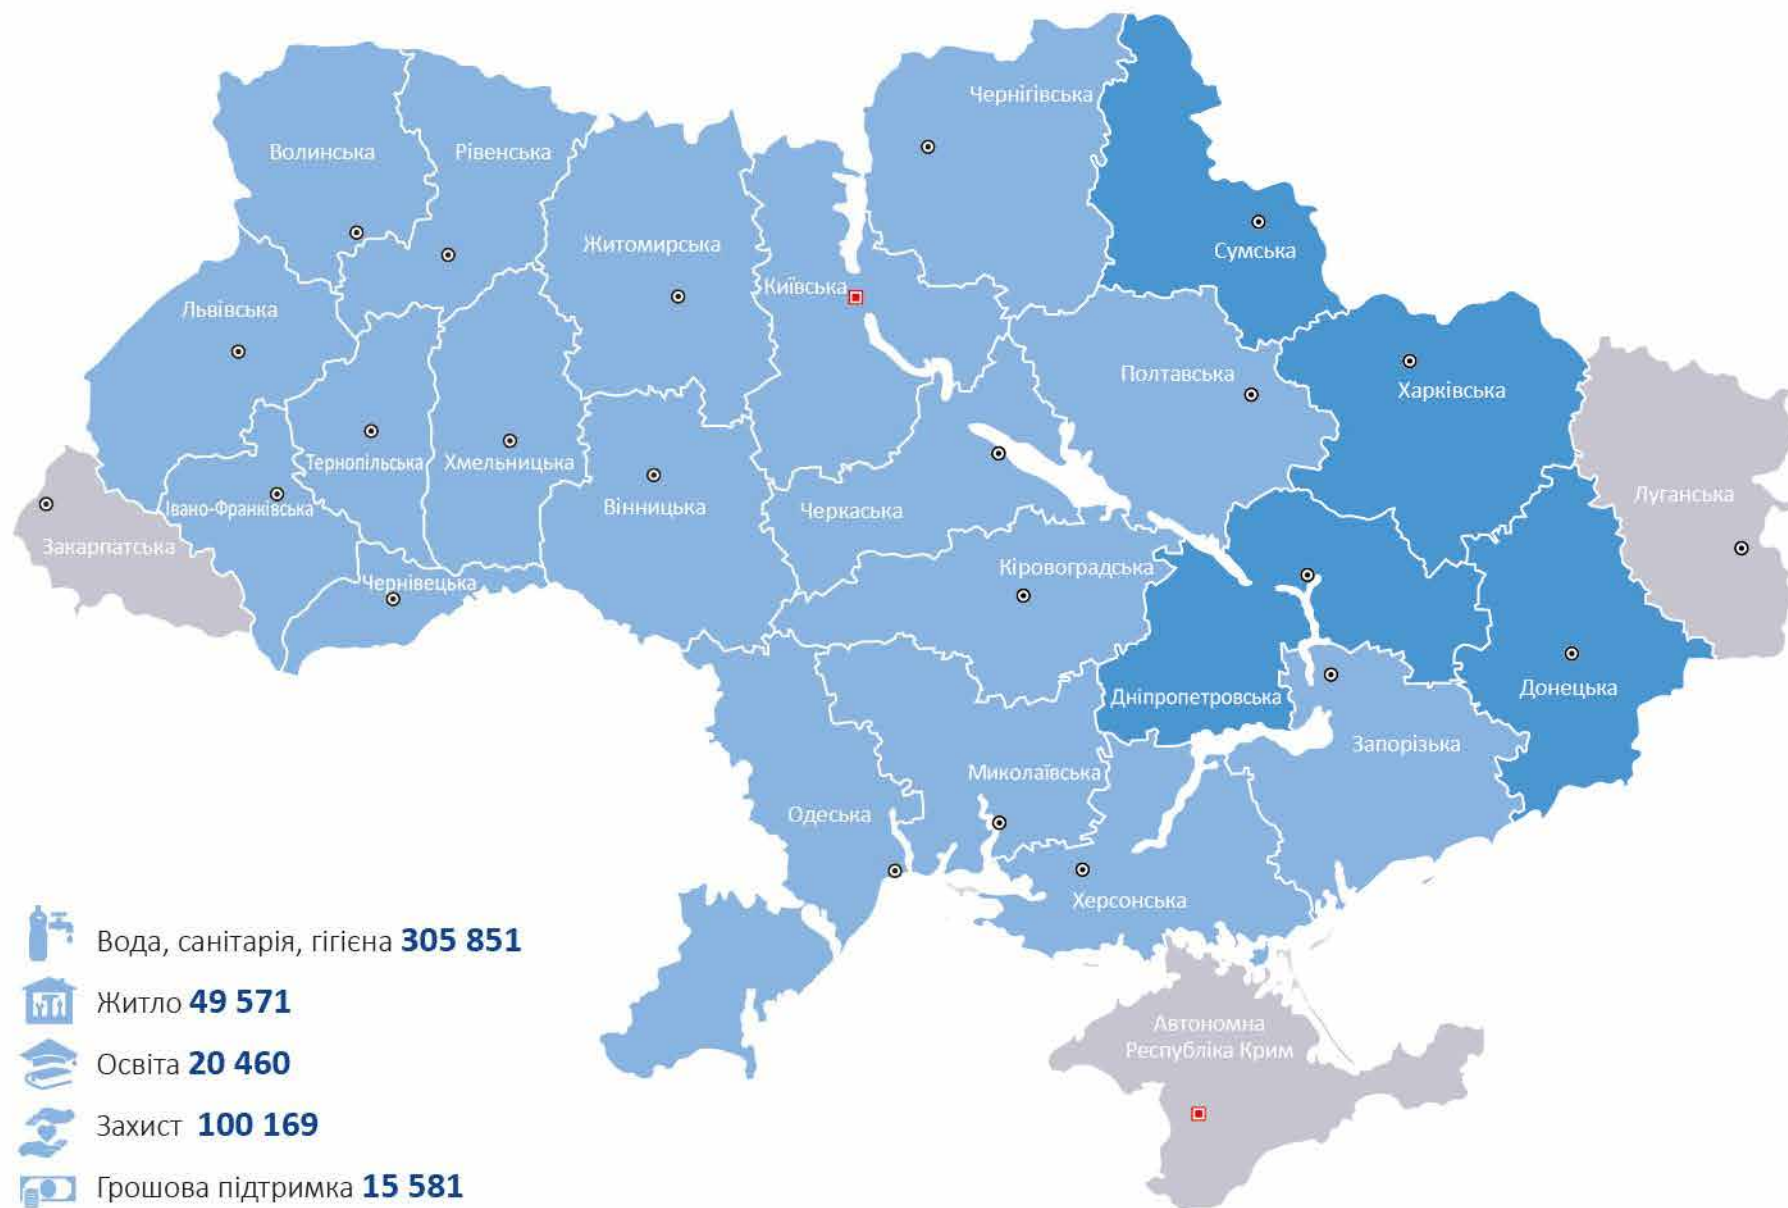 Чернігівська
Волинська
Рівенська
Житомирська
Сумська
Київська
Львівська
Полтавська
Харківська
Тернопільська
Хмельницька
Луганська
Івано-Франківська
Вінницька
Черкаська
Закарпатська
Чернівецька
Кіровоградська
Донецька
Дніпропетровська
Запорізька
Миколаївська
Одеська
Херсонська
Автономна
Республіка Крим
Вода, санітарія, гігієна 305 851
Житло 49 571
Освіта 20 460
Захист 100 169
Грошова підтримка 15 581